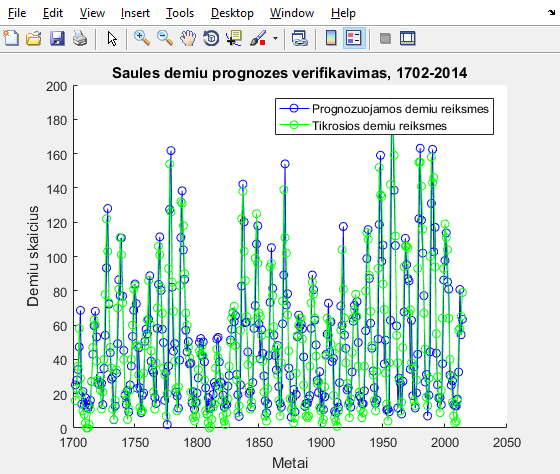 File Edit View Insert Tools Desktop Window Help
Saules demiu prognozes verifikavimas, 1702-2014
Prognozuojamos demiu reiksmes
Tikrosios demiu reiksmes
Demiu skaicius
200
180
160
140
120
100
80
60
40
20
0
1700 1750 1800 1850 1900 1950 2000 2050
Metai